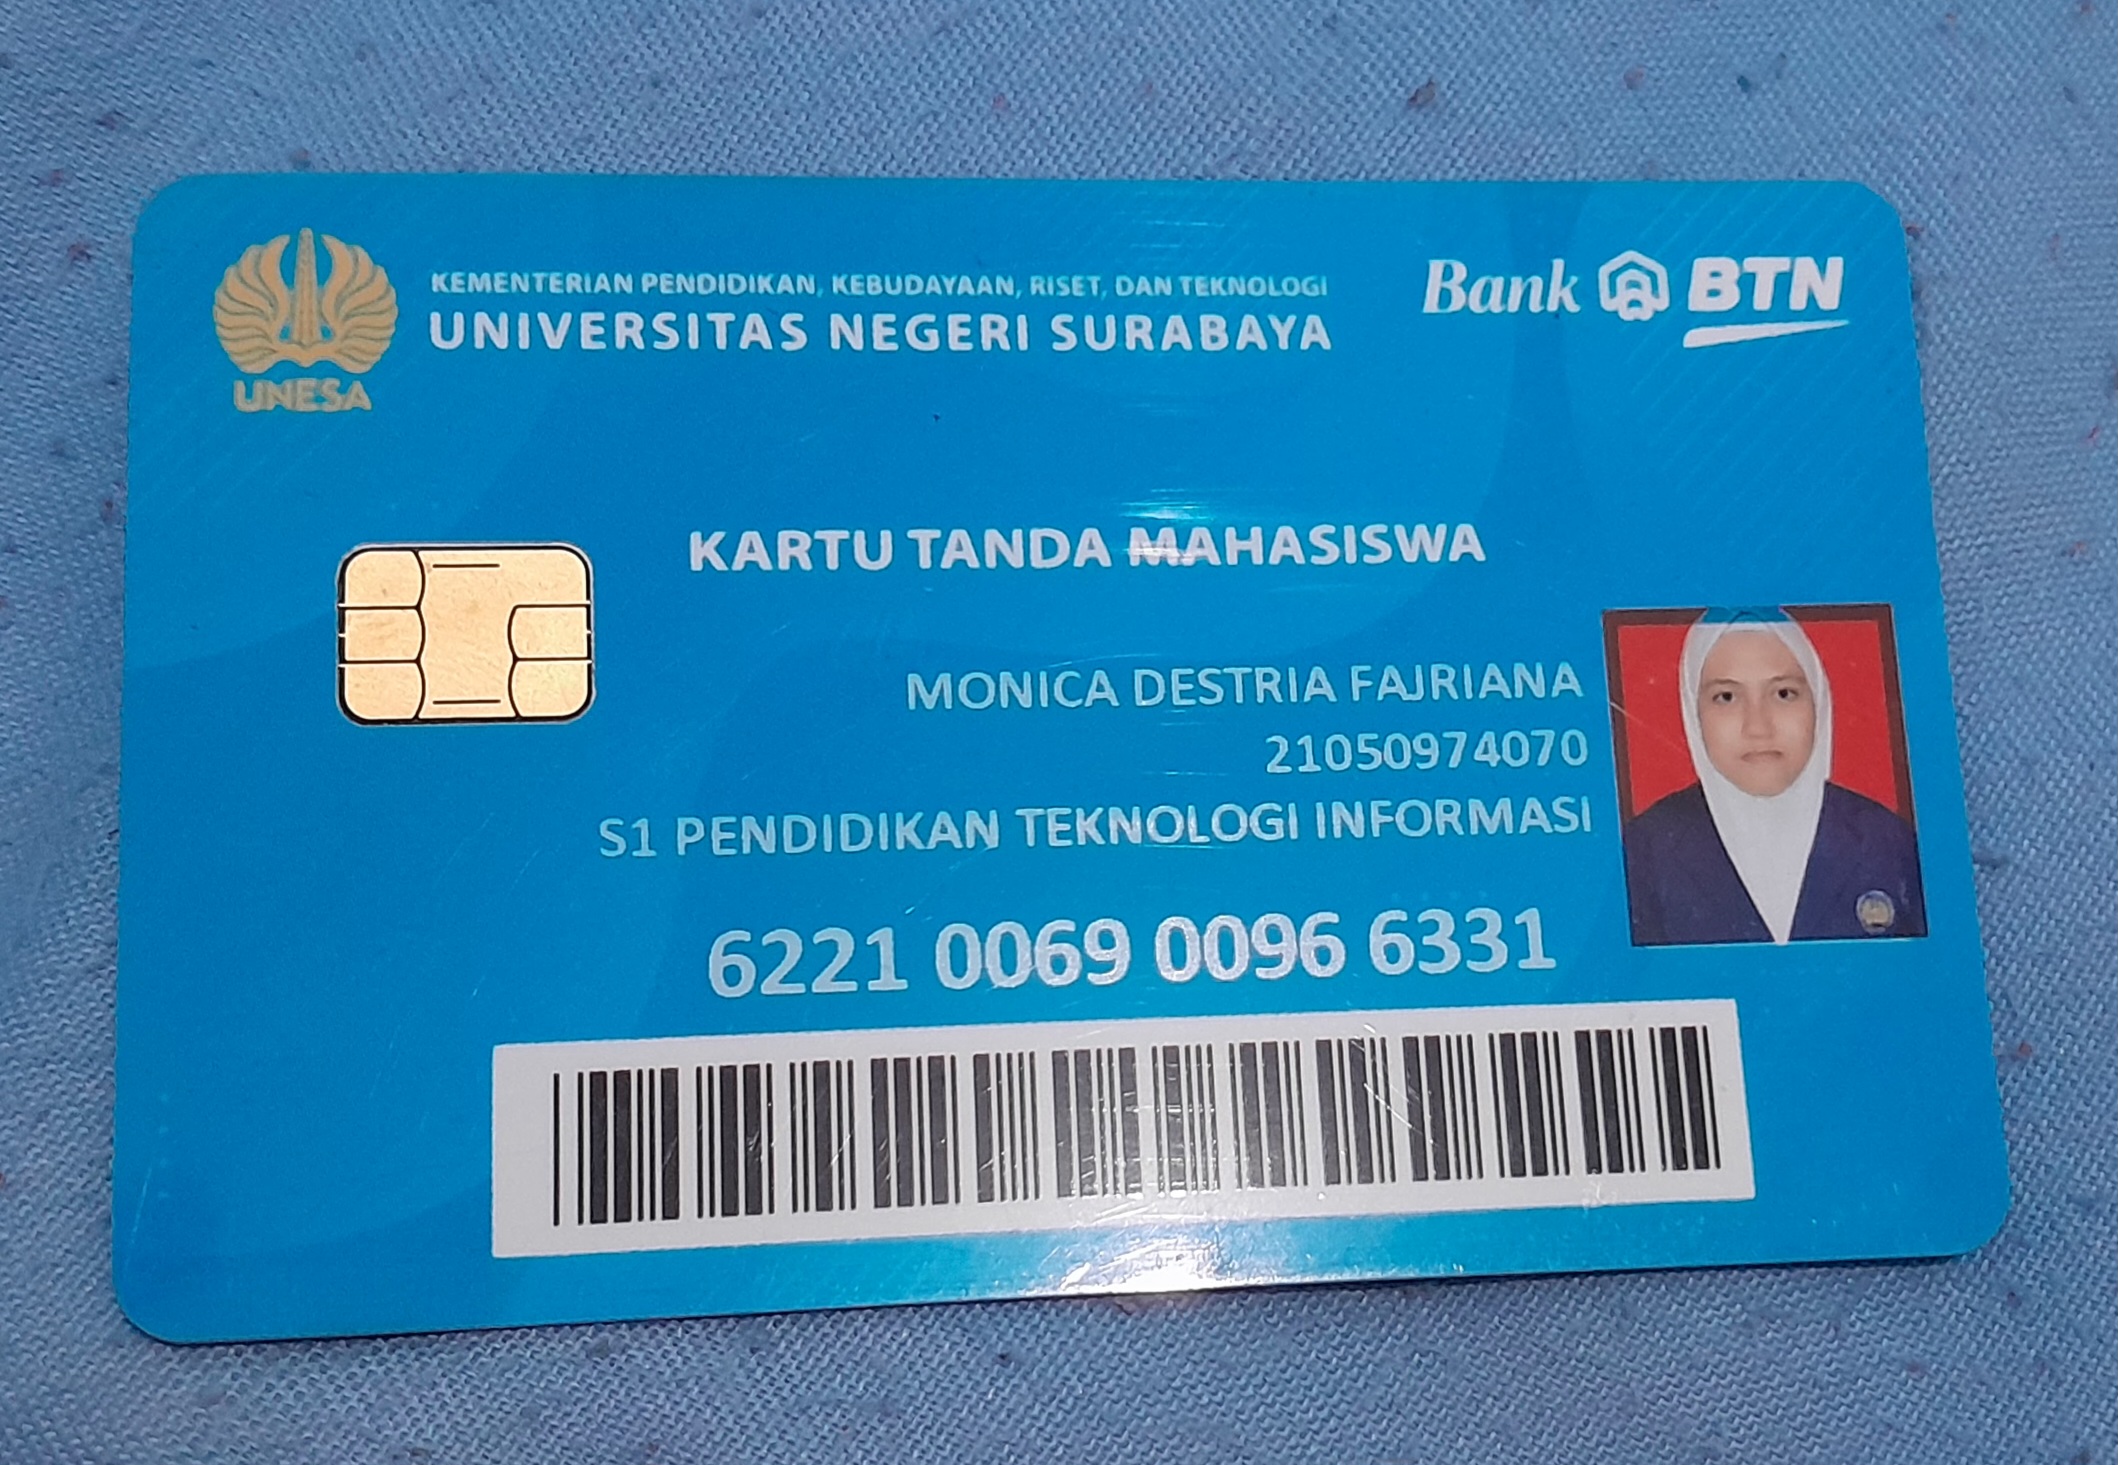 KEMENTERIAN PENDIDIKAN, KEBUDAYAAN, RISET, DAN TEKNOLOGI
UNIVERSITAS NEGERI SURABAYA
UNESA
Bank BTN
KARTU TANDA MAHASISWA
MONICA DESTRIA FAJRIANA
21050974070
S1 PENDIDIKAN TEKNOLOGI INFORMASI
6221 0069 0096 6331